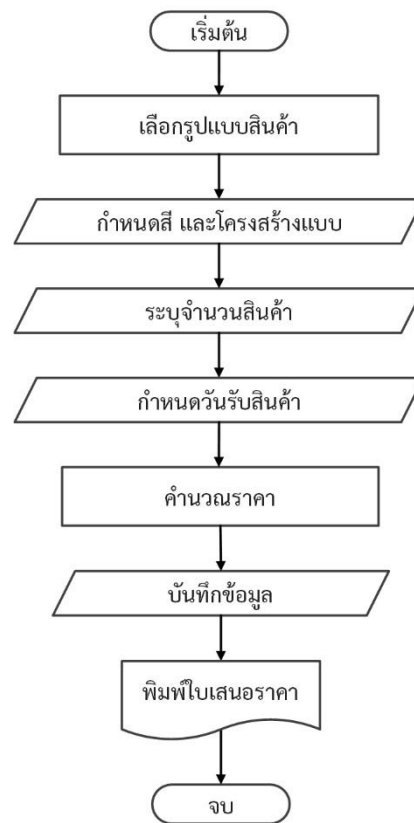 เริ่มต้น
เลือกรูปแบบสินค้า
กำหนดสี และโครงสร้างแบบ
ระบุจำนวนสินค้า
กำหนดวันรับสินค้า
คำนวณราคา
บันทึกข้อมูล
พิมพ์ใบเสนอราคา
จบ